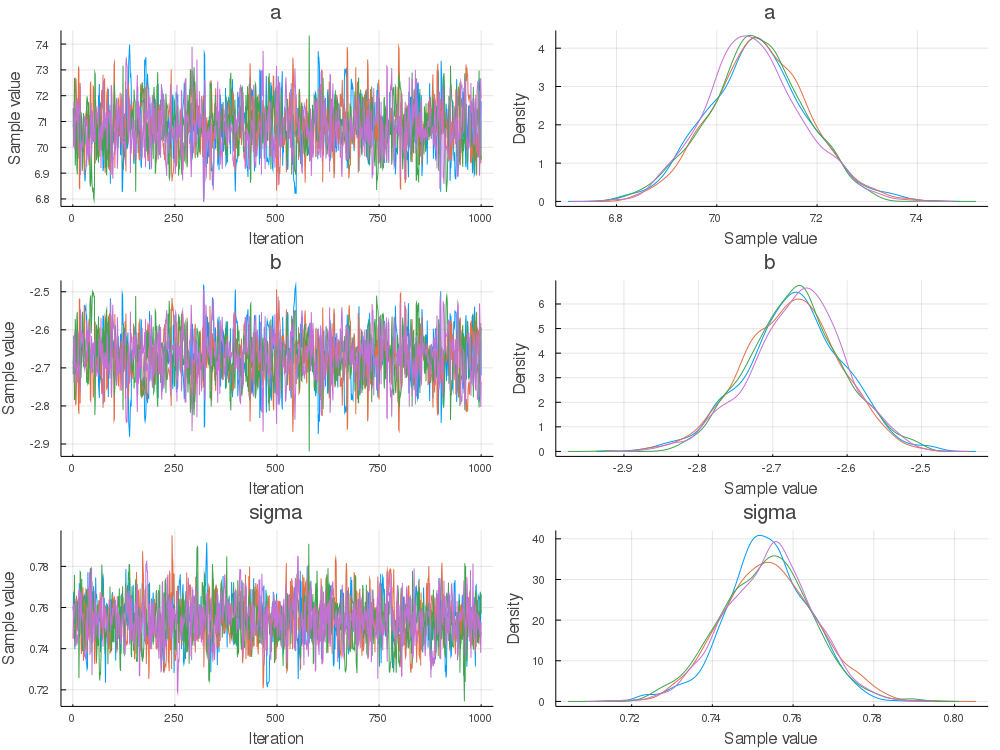 a
Sample value
7.4
7.3
7.2
7.1
7.0
6.9
6.8
0 250 500 750 1000
Iteration
a
Density
4
3
2
1
0
6.8 7.0 7.2 7.4
Sample value
b
Sample value
-2.5
-2.6
-2.7
-2.8
-2.9
0 250 500 750 1000
Iteration
b
Density
6
5
4
3
2
1
0
-2.9 -2.8 -2.7 -2.6 -2.5
Sample value
sigma
Sample value
0.78
0.76
0.74
0.72
0 250 500 750 1000
Iteration
sigma
Density
40
30
20
10
0
0.72 0.74 0.76 0.78 0.80
Sample value